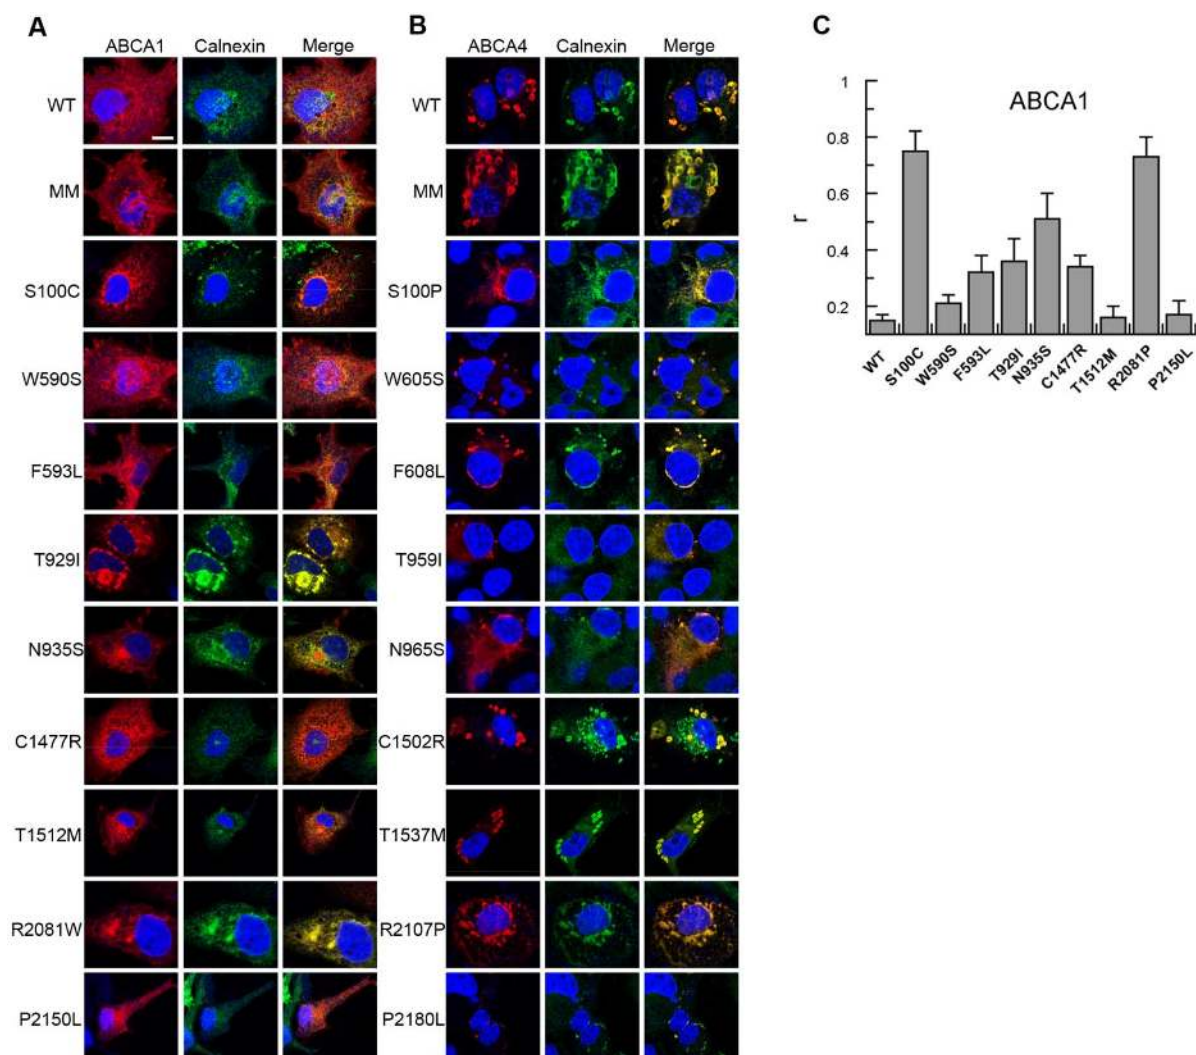 A
ABCA1 Calnexin Merge
WT
MM
S100C
W590S
F593L
T929I
N935S
C1477R
T1512M
R2081W
P2150L
B
ABCA4 Calnexin Merge
WT
MM
S100P
W605S
F608L
T959I
N965S
C1502R
T1537M
R2107P
P2180L
C
ABCA1
r
1
0.8
0.6
0.4
0.2
WT S100C W590S F593L T929I N935S C1477R T1512M R2081P P2150L